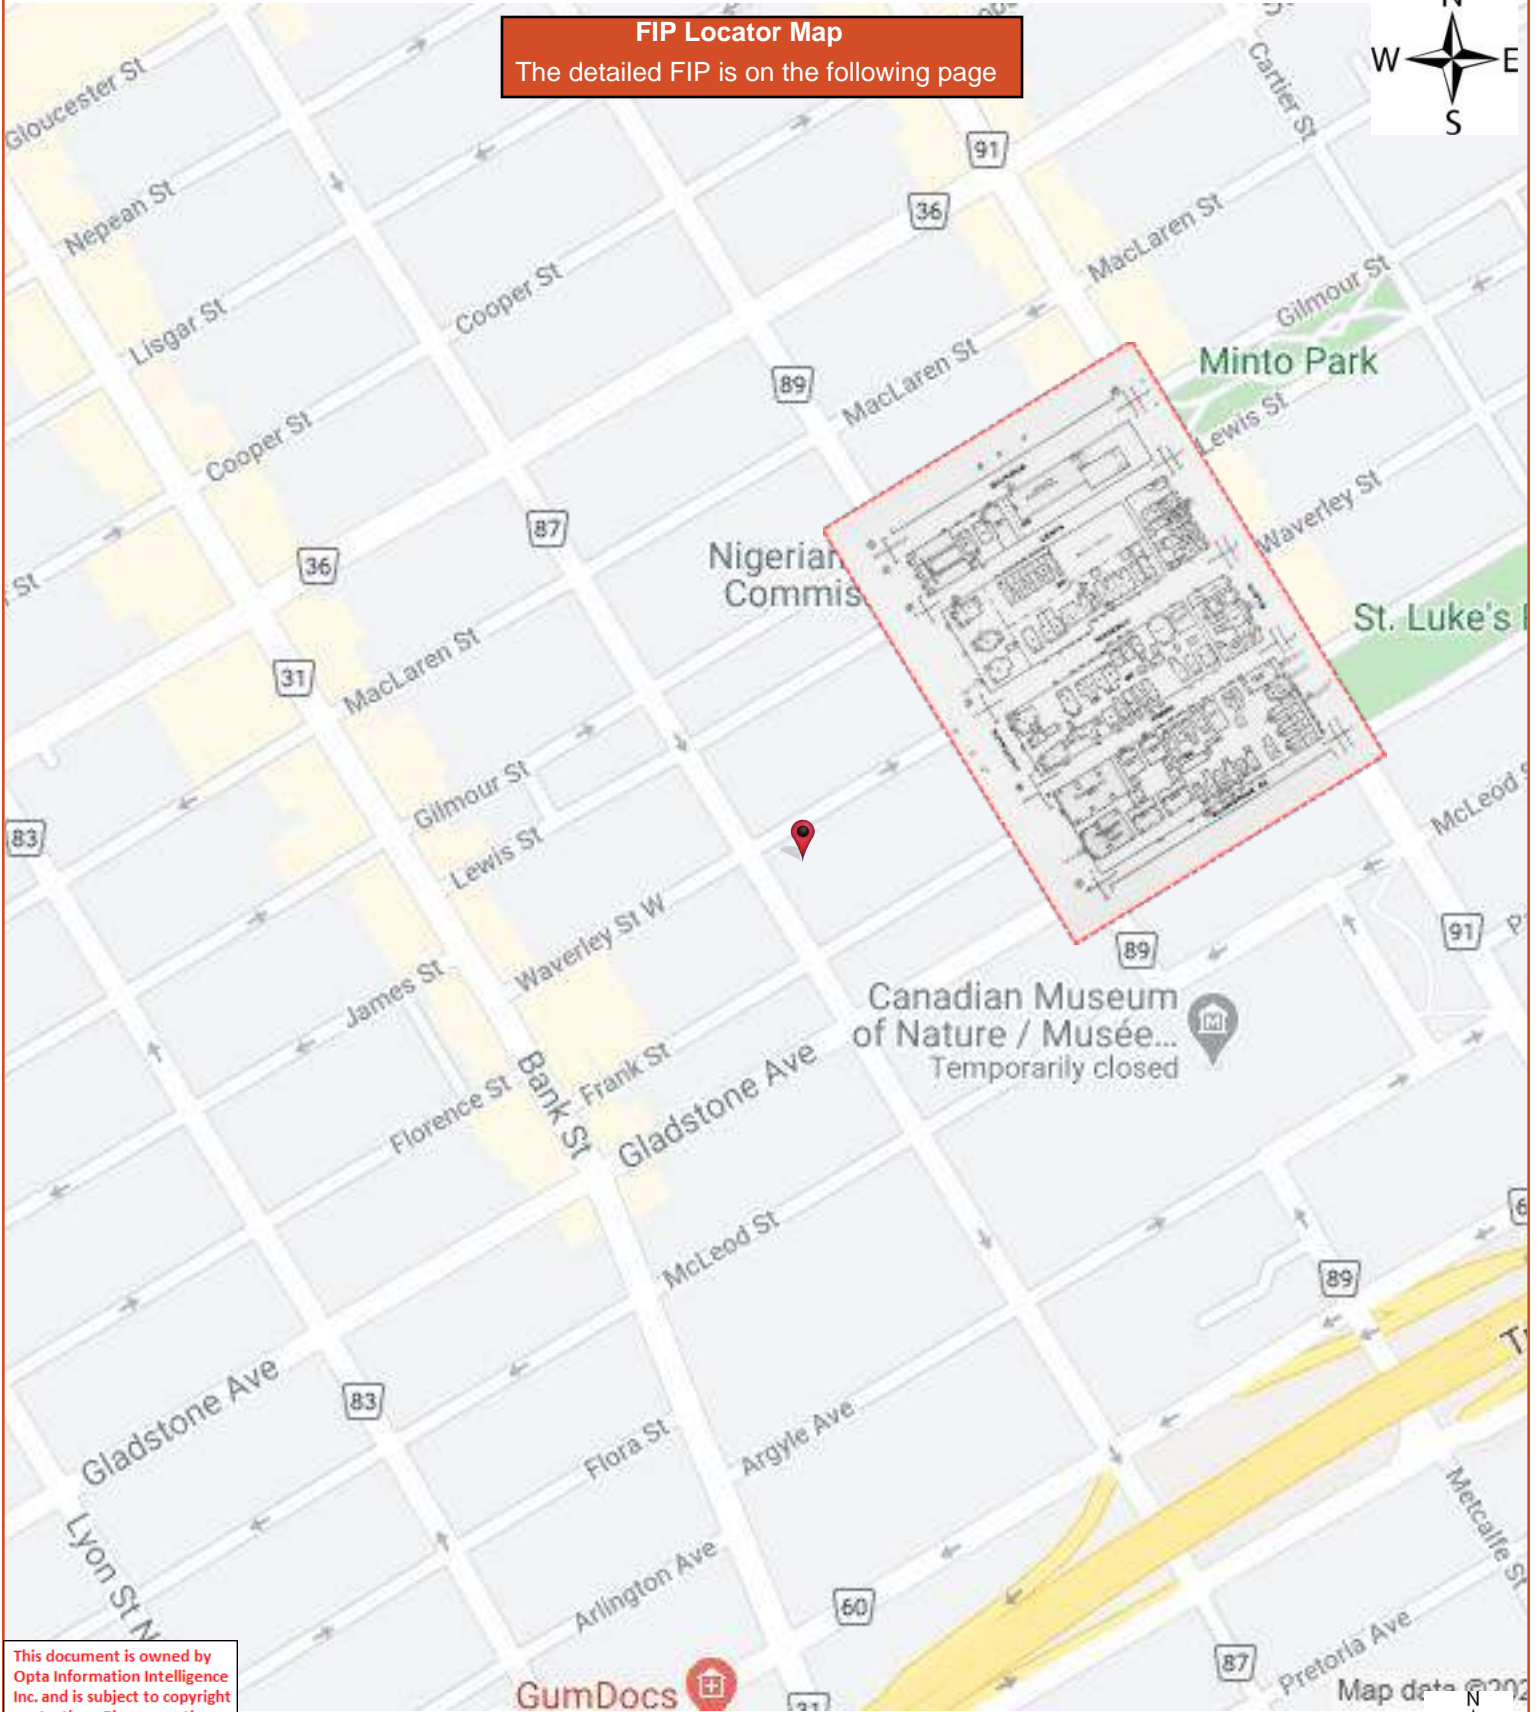 FIP Locator Map
The detailed FIP is on the following page
N
W
E
S
Gloucester St
Cartier St
Nepean St
91
36
MacLaren St
Gilmour St
Lisgar St
Cooper St
Minto Park
89
MacLaren St
Lewis St
Cooper St
87
Waverley St
36
Nigerian
Commis
St
St. Luke's
31
MacLaren St
Gilmour St
McLeod
83
Lewis St
Waverley St W
91
89
James St
Canadian Museum
of Nature / Musée...
Temporarily closed
Bank St
Frank St
Florence St
Gladstone Ave
McLeod St
89
Gladstone Ave
83
Flora St
Argyle Ave
Metcalfe St
Lyon St N
Arlington Ave
60
87
Pretoria Ave
This document is owned by
Opta Information Intelligence
Inc. and is subject to copyright
GumDocs
31
Map data ©202
N